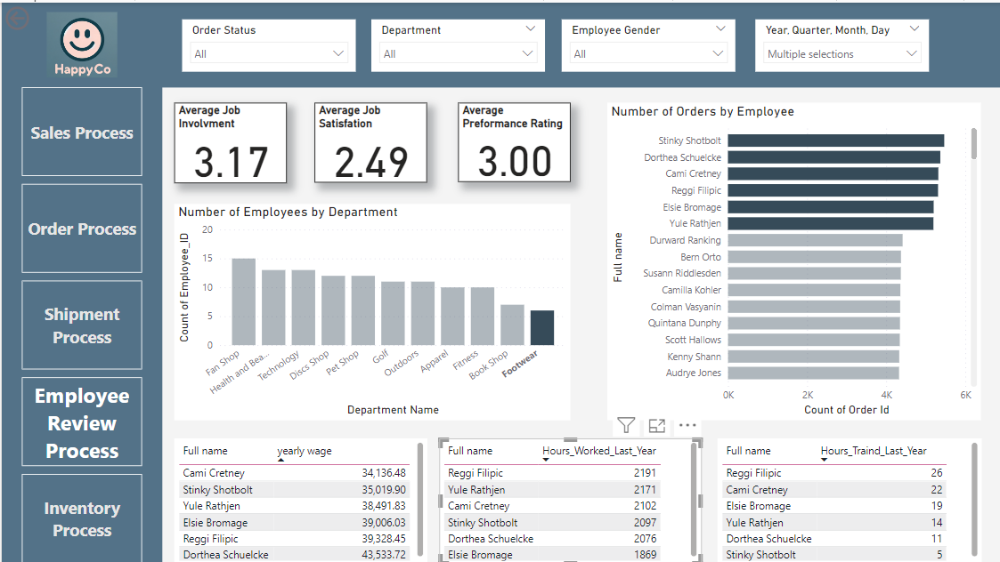 HappyCo
Order Status
All
Department
All
Employee Gender
All
Year, Quarter, Month, Day
Multiple selections
Sales Process
Order Process
Shipment
Process
Employee
Review
Process
Inventory
Process
Average Job
Involvment
3.17
Average Job
Satisfation
2.49
Average
Preformance Rating
3.00
Number of Employees by Department
Count of Employee_ID
20
15
10
5
0
Fan Shop
Health and Bea...
Technology
Discs Shop
Pet Shop
Golf
Outdoors
Apparel
Fitness
Book Shop
Footwear
Department Name
Number of Orders by Employee
Full name
Stinky Shotbolt
Dorthea Schuelcke
Cami Cretney
Reggi Filipic
Elsie Bromage
Yule Rathjen
Durward Ranking
Bern Orto
Susann Riddlesden
Camilla Kohler
Colman Vasyanin
Quintana Dunphy
Scott Hallows
Kenny Shann
Audrye Jones
0K 2K 4K 6K
Count of Order Id
Full name yearly wage
Cami Cretney 34,136.48
Stinky Shotbolt 35,019.90
Yule Rathjen 38,491.83
Elsie Bromage 39,006.03
Reggi Filipic 39,328.45
Dorthea Schuelcke 43,533.72
Full name Hours_Worked_Last_Year
Reggi Filipic 2191
Yule Rathjen 2171
Cami Cretney 2102
Stinky Shotbolt 2097
Dorthea Schuelcke 2076
Elsie Bromage 1869
Full name Hours_Traind_Last_Year
Reggi Filipic 26
Cami Cretney 22
Elsie Bromage 19
Yule Rathjen 14
Dorthea Schuelcke 11
Stinky Shotbolt 5